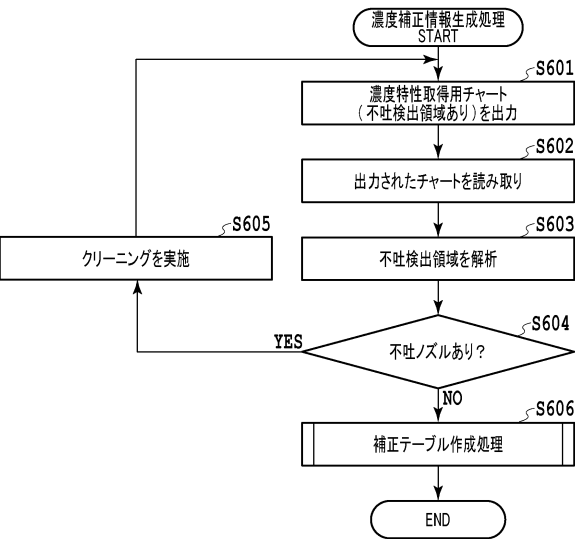 濃度補正情報生成処理
START
S601
濃度特性取得用チャート
(不吐検出領域あり)を出力
S602
出力されたチャートを読み取り
S605
クリーニングを実施
S603
不吐検出領域を解析
S604
不吐ノズルあり?
YES
NO
S606
補正テーブル作成処理
END